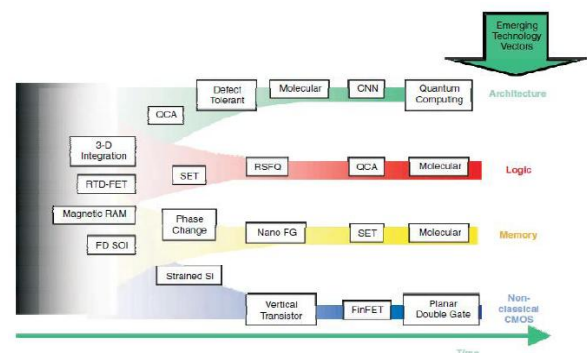 Emerging
Technology
Vectors
Defect
Tolerant
Molecular
CNN
Quantum
Computing
Architecture
QCA
3-D
Integration
SET
RSFQ
QCA
Molecular
Logic
RTD-FET
Magnetic RAM
Phase
Change
Nano FG
SET
Molecular
Memory
FD SOI
Strained SI
Vertical
Transistor
FinFET
Planar
Double Gate
Non-
classical
CMOS
Time